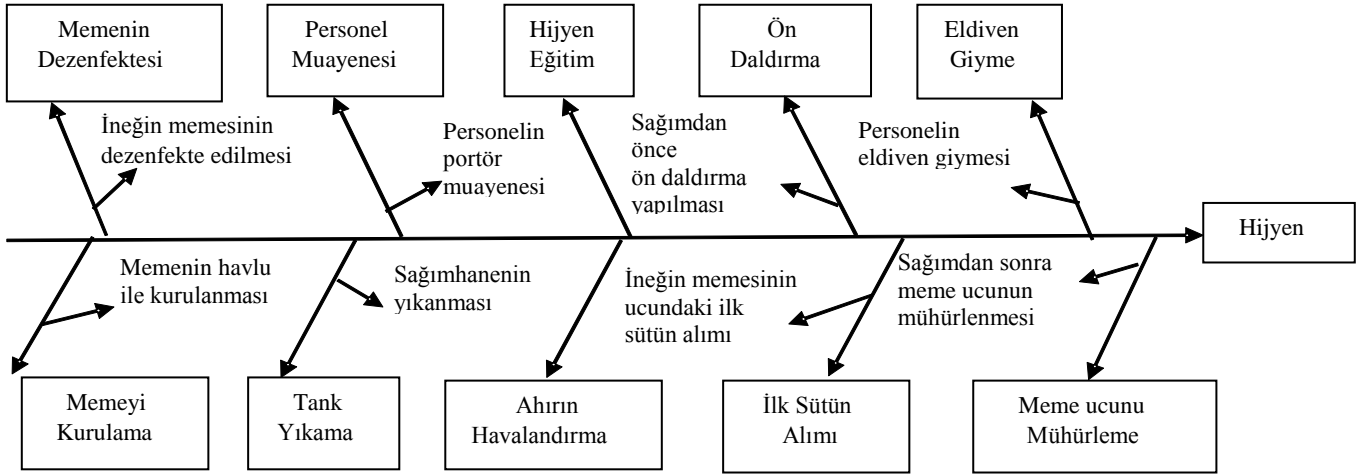 Memenin
Dezenfektesi
Personel
Muayenesi
Hijyen
Eğitim
Ön
Daldırma
Eldiven
Giyme
İneğin memesinin
dezenfekte edilmesi
Personelin
portör
muayenesi
Sağımdan
önce
ön daldırma
yapılması
Personelin
eldiven giymesi
Hijyen
Memenin havlu
ile kurulanması
Sağımhanenin
yıkanması
İneğin memesinin
ucundaki ilk
sütün alımı
Sağımdan sonra
meme ucunun
mühürlenmesi
Memeyi
Kurulama
Tank
Yıkama
Ahırın
Havalandırma
İlk Sütün
Alımı
Meme ucunu
Mühürleme